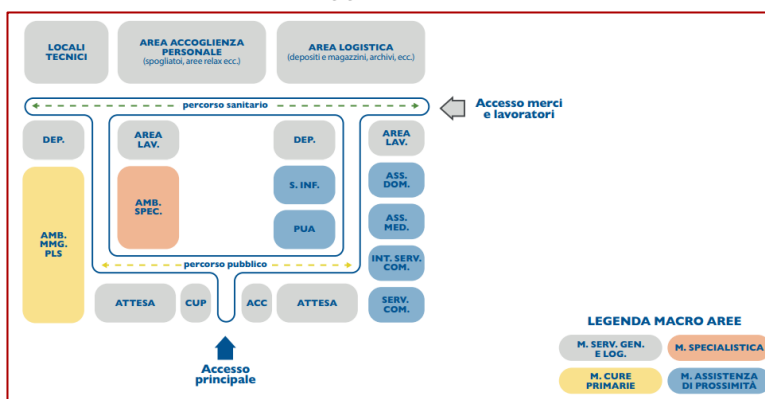 LOCALI
TECNICI
AREA ACCOGLIENZA
PERSONALE
(spogliatoi, aree relax ecc.)
AREA LOGISTICA
(depositi e magazzini, archivi, ecc.)
percorso sanitario
Accesso merci
e lavoratori
DEP.
AREA
LAV.
DEP.
AREA
LAV.
S. INF.
ASS.
DOM.
AMB.
SPEC.
AMB.
MMG.
PLS
PUA
ASS.
MED.
percorso pubblico
INT. SERV.
COM.
ATTESA
CUP
ACC
ATTESA
SERV.
COM.
Accesso
principale
LEGENDA MACRO AREE
M. SERV. GEN.
E LOG.
M. SPECIALISTICA
M. CURE
PRIMARIE
M. ASSISTENZA
DI PROSSIMITÀ